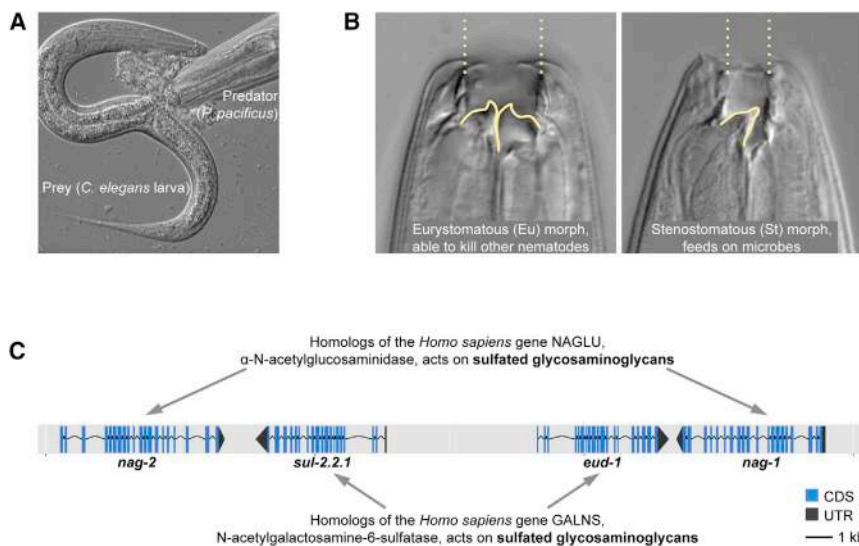 A
Predator
(P. pacificus)
Prey (C. elegans larva)
B
Eurystomatous (Eu) morph,
able to kill other nematodes
Stenostomatous (St) morph,
feeds on microbes
C
Homologs of the Homo sapiens gene NAGLU,
α-N-acetylglucosaminidase, acts on sulfated glycosaminoglycans
nag-2
sul-2.2.1
eud-1
nag-1
Homologs of the Homo sapiens gene GALNS,
N-acetylgalactosamine-6-sulfatase, acts on sulfated glycosaminoglycans
CDS
UTR
1 ki